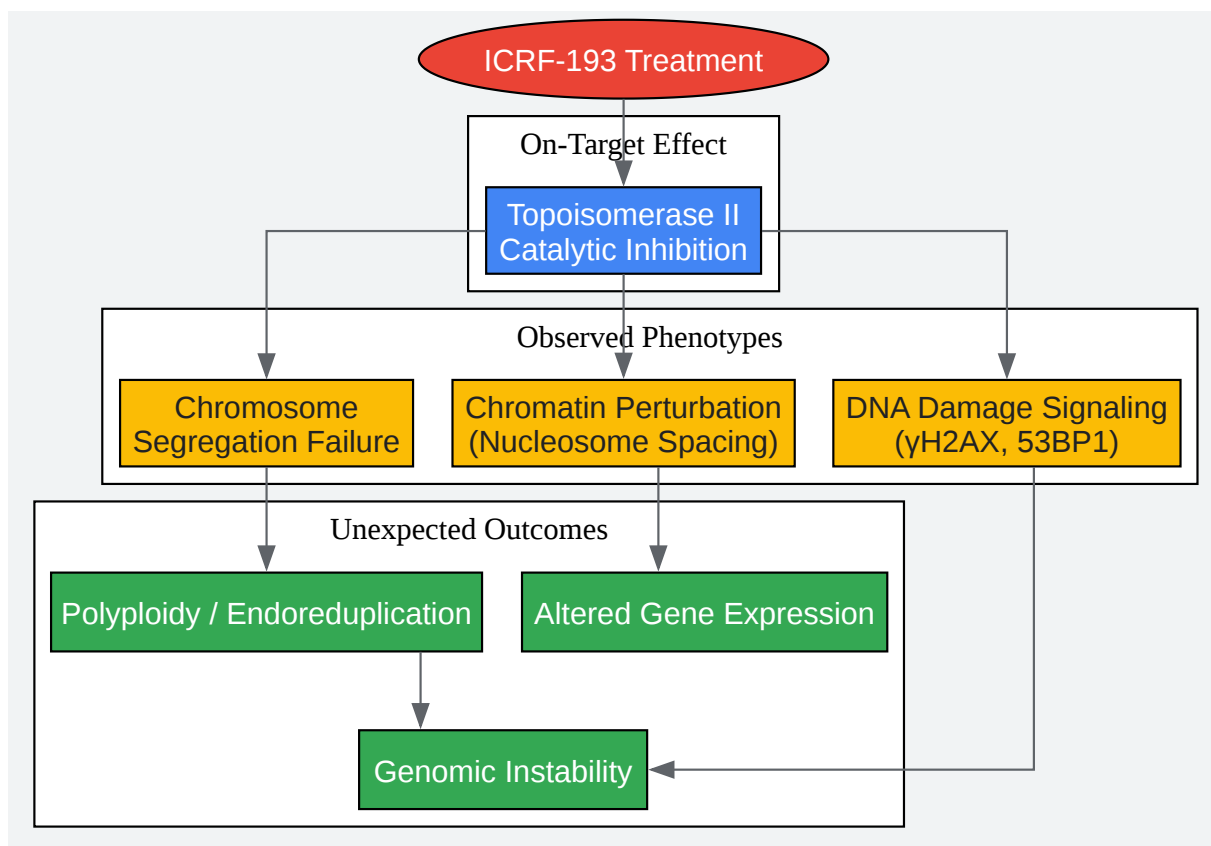 ICRF-193 Treatment
On-Target Effect
Topoisomerase II
Catalytic Inhibition
Observed Phenotypes
Chromosome
Segregation Failure
Chromatin Perturbation
(Nucleosome Spacing)
DNA Damage Signaling
(γH2AX, 53BP1)
Unexpected Outcomes
Polyploidy / Endoreduplication
Altered Gene Expression
Genomic Instability